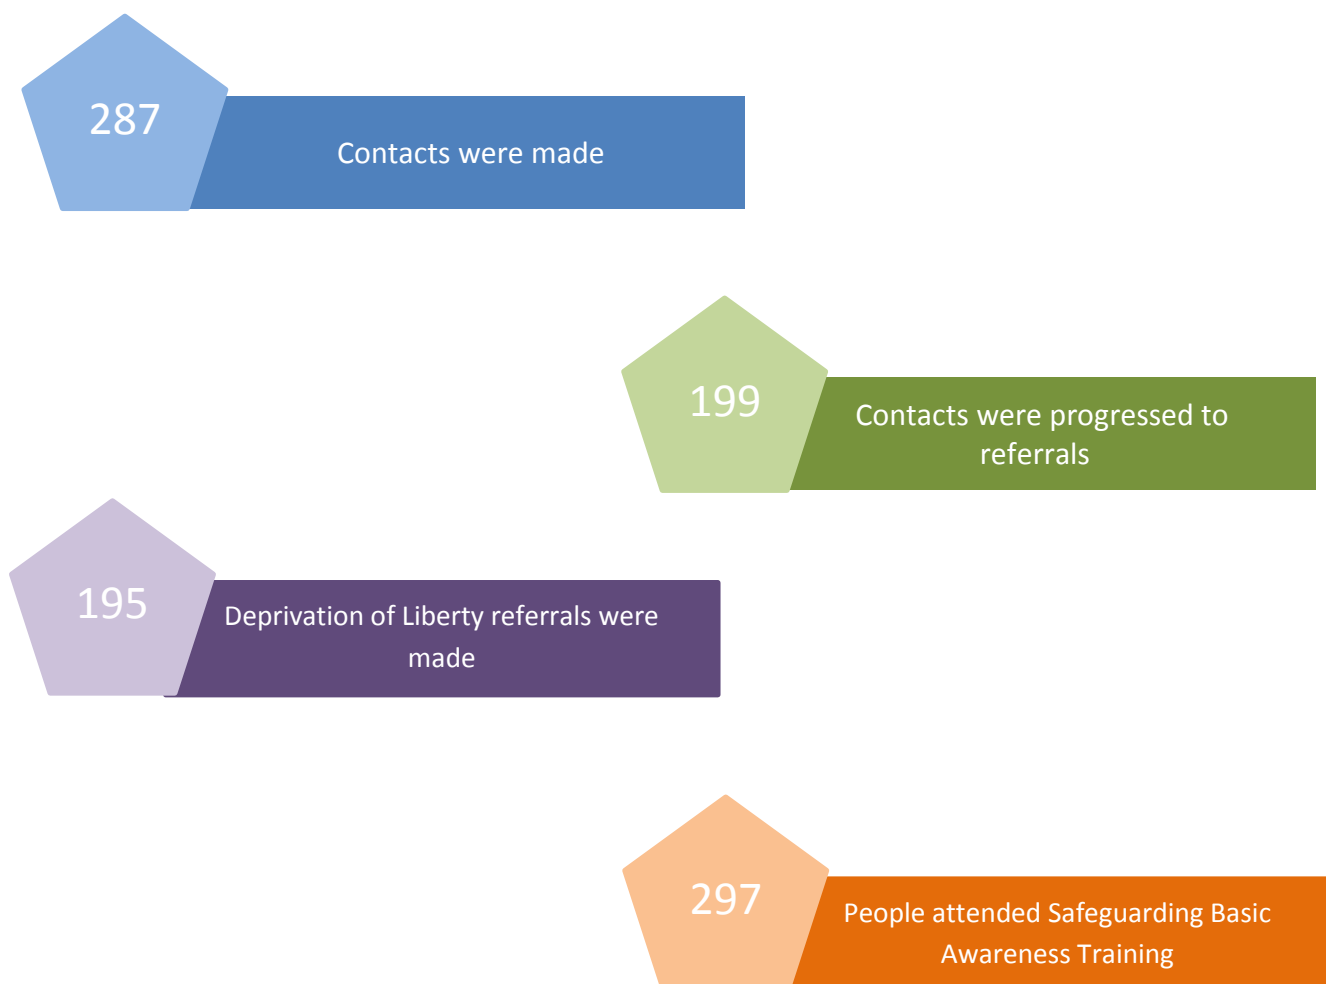 287
Contacts were made
199
Contacts were progressed to
referrals
195
Deprivation of Liberty referrals were
made
297
People attended Safeguarding Basic
Awareness Training